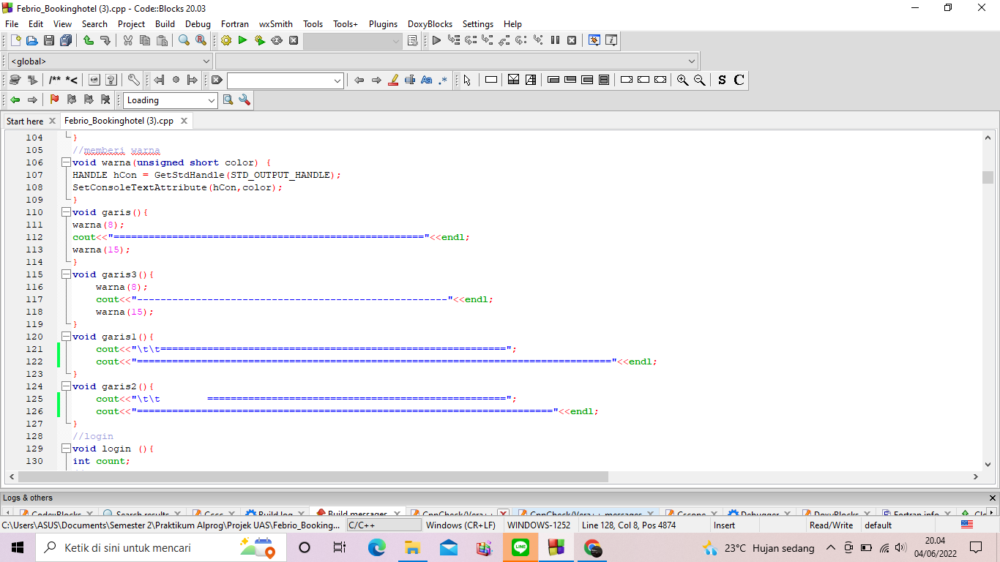 Febrio_Bookinghotel (3).cpp - Code::Blocks 20.03
File Edit View Search Project Build Debug Fortran wxSmith Tools Tools+ Plugins DoxyBlocks Settings Help
<global>
/** *<
Aa .*
S C
Loading
Start here Febrio_Bookinghotel (3).cpp
104 }
105 //memberi warna
106 void warna(unsigned short color) {
107 HANDLE hCon = GetStdHandle(STD_OUTPUT_HANDLE);
108 SetConsoleTextAttribute(hCon,color);
109 }
110 void garis(){
111 warna(8);
112 cout<<"====================================================="<<endl;
113 warna(15);
114 }
115 void garis3(){
116 warna(8);
117 cout<<"-----------------------------------------------------"<<endl;
118 warna(15);
119 }
120 void garis1(){
121 cout<<"\t\t===========================================================";
122 cout<<"================================================================================="<<endl;
123 }
124 void garis2(){
125 cout<<"\t\t        ===================================================";
126 cout<<"======================================================================="<<endl;
127 }
128 //login
129 void login (){
130 int count;
Logs & others
Code::Blocks Search results Cccc Build log Build messages CppCheck/Vera++ CppCheck/Vera++ messages Cscope Debugger DoxyBlocks Fortran info
C:\Users\ASUS\Documents\Semester 2\Praktikum Alprog\Projek UAS\Febrio_Booking... C/C++ Windows (CR+LF) WINDOWS-1252 Line 128, Col 8, Pos 4874 Insert Read/Write default
Ketik di sini untuk mencari
LINE
23°C Hujan sedang
20.04
04/06/2022